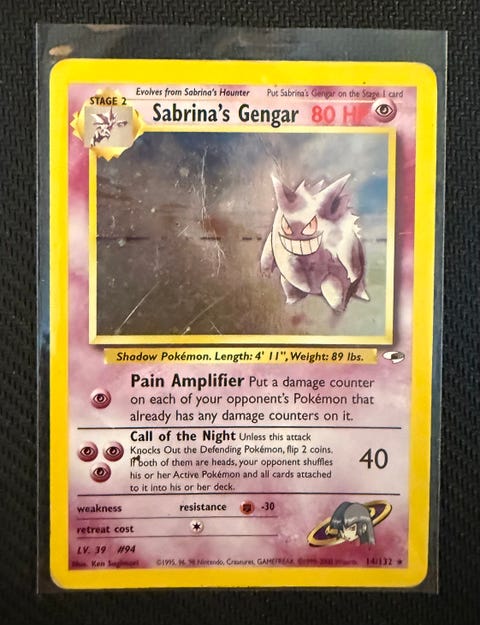 Evolves from Sabrina's Haunter Put Sabrina's Gengar on the Stage 1 card
STAGE 2
Sabrina's Gengar 80 HP
Shadow Pokémon. Length: 4' 11", Weight: 89 lbs.
Pain Amplifier Put a damage counter
on each of your opponent's Pokémon that
already has any damage counters on it.
Call of the Night Unless this attack
Knocks Out the Defending Pokémon, flip 2 coins.
If both of them are heads, your opponent shuffles
his or her Active Pokémon and all cards attached
to it into his or her deck.
40
weakness resistance -30
retreat cost
LV. 39 #94
Illus. Ken Sugimori ©1995, 96, 98 Nintendo, Creatures, GAMEFREAK. ©1999-2000 Wizards. 14/132